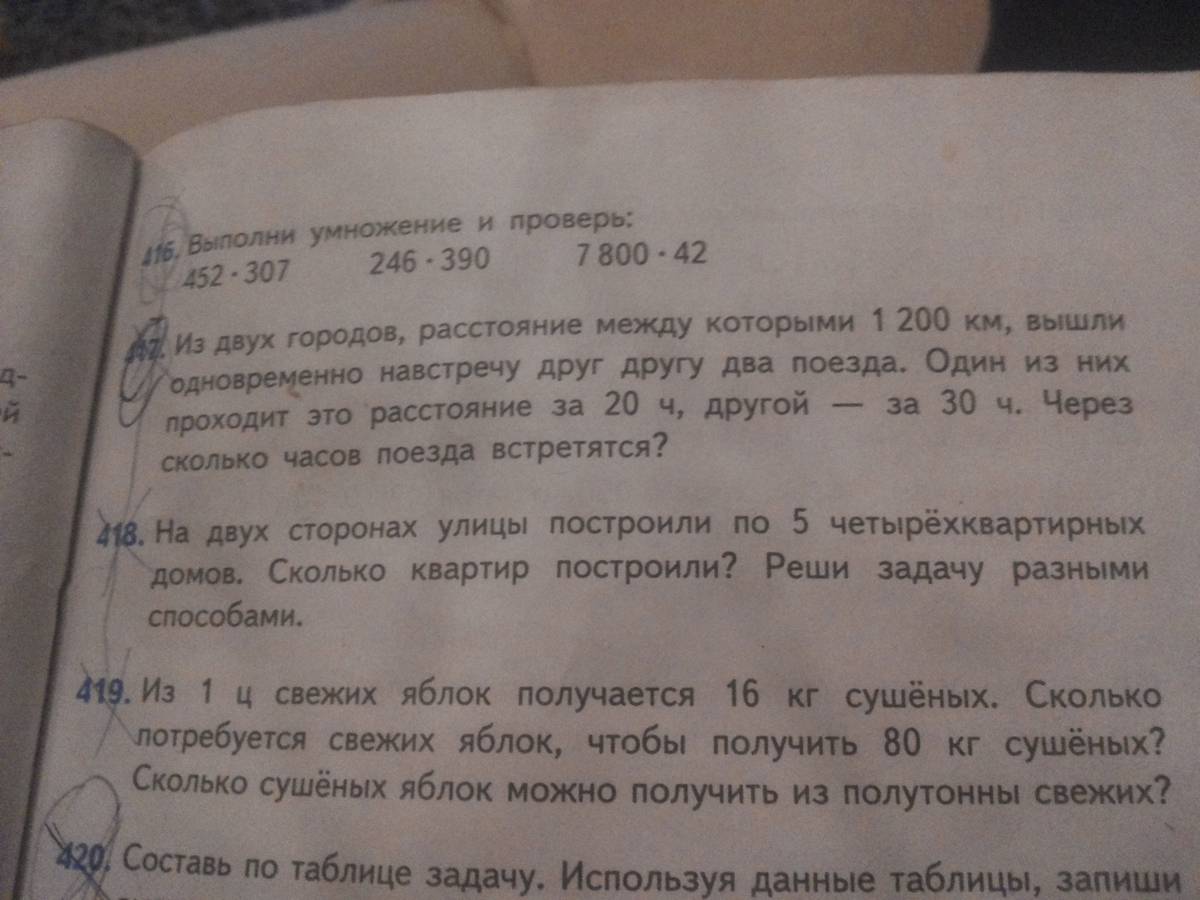 416. Выполни умножение и проверь:
452 · 307 246 · 390 7 800 · 42
417. Из двух городов, расстояние между которыми 1 200 км, вышли
одновременно навстречу друг другу два поезда. Один из них
проходит это расстояние за 20 ч, другой — за 30 ч. Через
сколько часов поезда встретятся?
418. На двух сторонах улицы построили по 5 четырёхквартирных
домов. Сколько квартир построили? Реши задачу разными
способами.
419. Из 1 ц свежих яблок получается 16 кг сушёных. Сколько
потребуется свежих яблок, чтобы получить 80 кг сушёных?
Сколько сушёных яблок можно получить из полутонны свежих?
420. Составь по таблице задачу. Используя данные таблицы, запиши